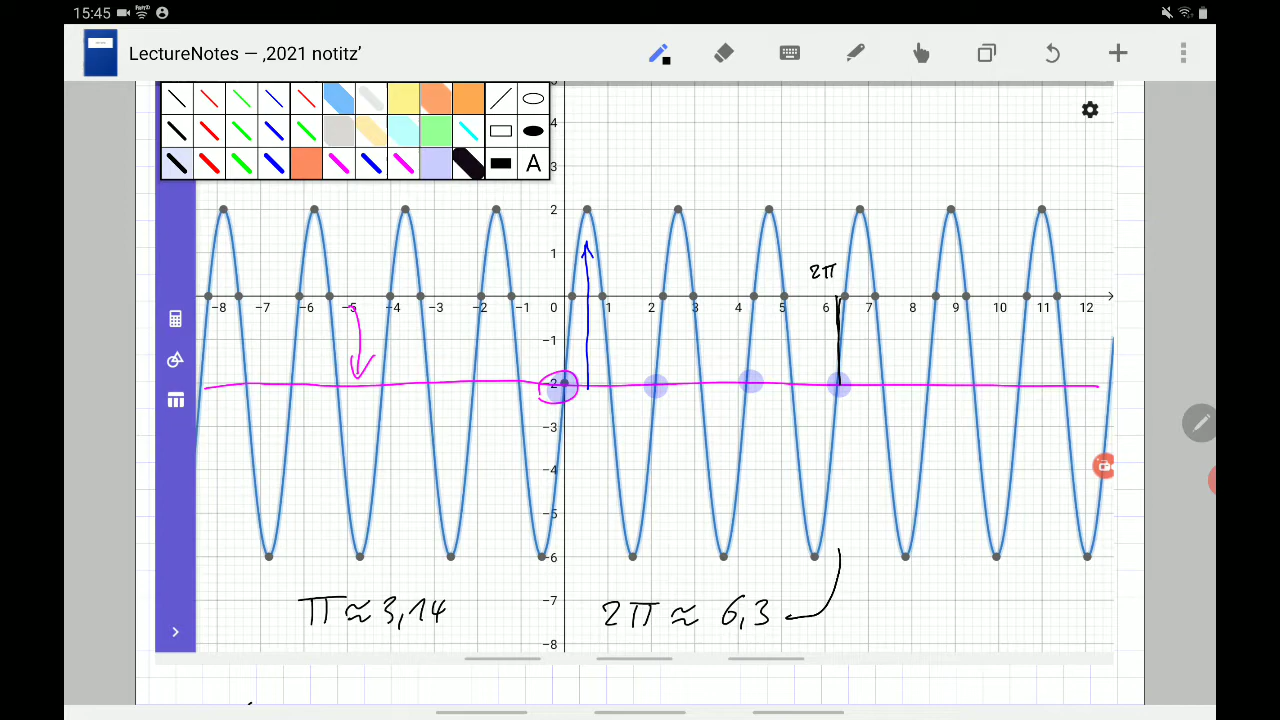 15:45
LectureNotes — ‚2021 notitz’
A
4
3
2
1
2π
-8 -7 -6 -5 -4 -3 -2 -1 0 1 2 3 4 5 6 7 8 9 10 11 12
-1
-2
-3
-4
-5
-6
-7
-8
π ≈ 3,14
2π ≈ 6,3